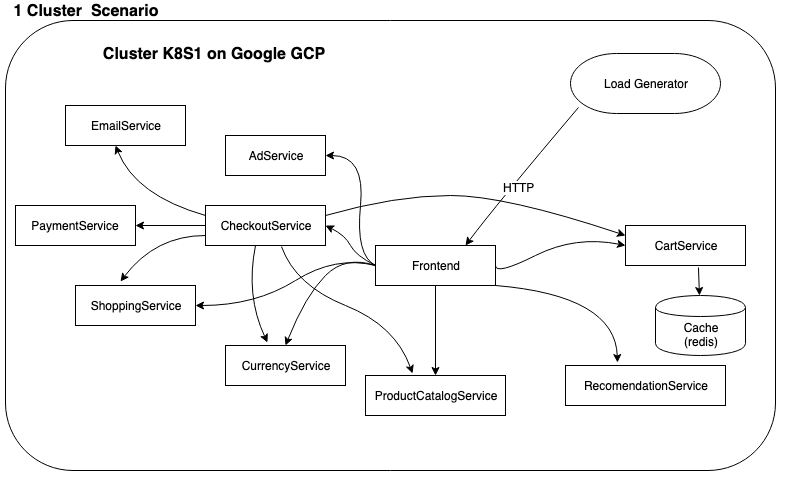 1 Cluster  Scenario
Cluster K8S1 on Google GCP
Load Generator
EmailService
AdService
HTTP
PaymentService
CheckoutService
CartService
Frontend
ShoppingService
Cache
(redis)
CurrencyService
ProductCatalogService
RecomendationService